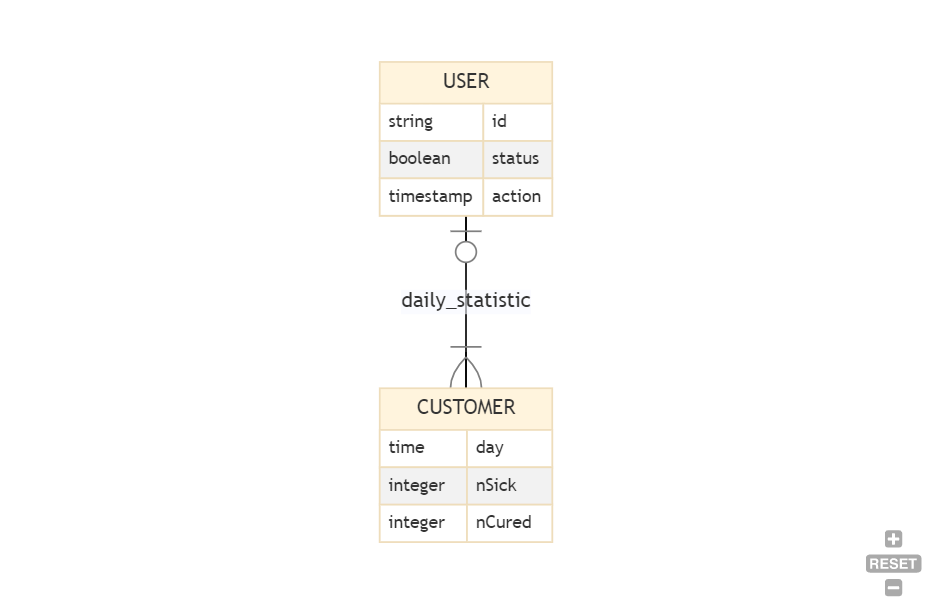 USER
string id
boolean status
timestamp action
daily_statistic
CUSTOMER
time day
integer nSick
integer nCured
+
RESET
−